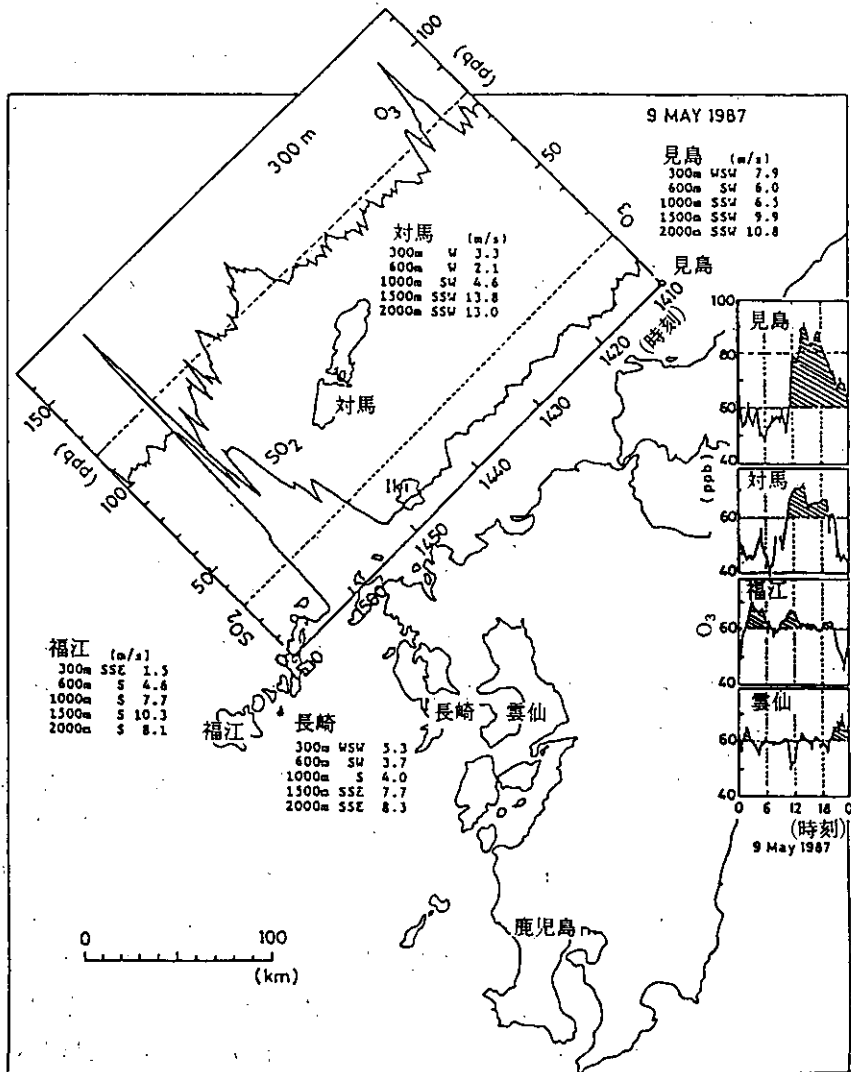 9 MAY 1987
100
(ppb)
O3
300 m
50
O3
見島 (m/s)
300m WSW 7.9
600m SW 6.0
1000m SSW 6.5
1500m SSW 9.9
2000m SSW 10.8
見島
対馬 (m/s)
300m W 3.3
600m W 2.1
1000m SW 4.6
1500m SSW 13.8
2000m SSW 13.0
対馬
1410
(時刻)
1420
1430
1440
1450
1500
150
(ppb)
100
50
SO2
SO2
Iki
福江 (m/s)
300m SSE 1.5
600m S 4.6
1000m S 7.7
1500m S 10.3
2000m S 8.1
福江
長崎
300m WSW 5.3
600m SW 3.7
1000m S 4.0
1500m SSE 7.7
2000m SSE 8.3
長崎
雲仙
鹿児島
0 100
(km)
100
見島
80
60
40
(ppb)
対馬
60
40
福江
O3
60
40
雲仙
60
40
0 6 12 18 0
(時刻)
9 May 1987